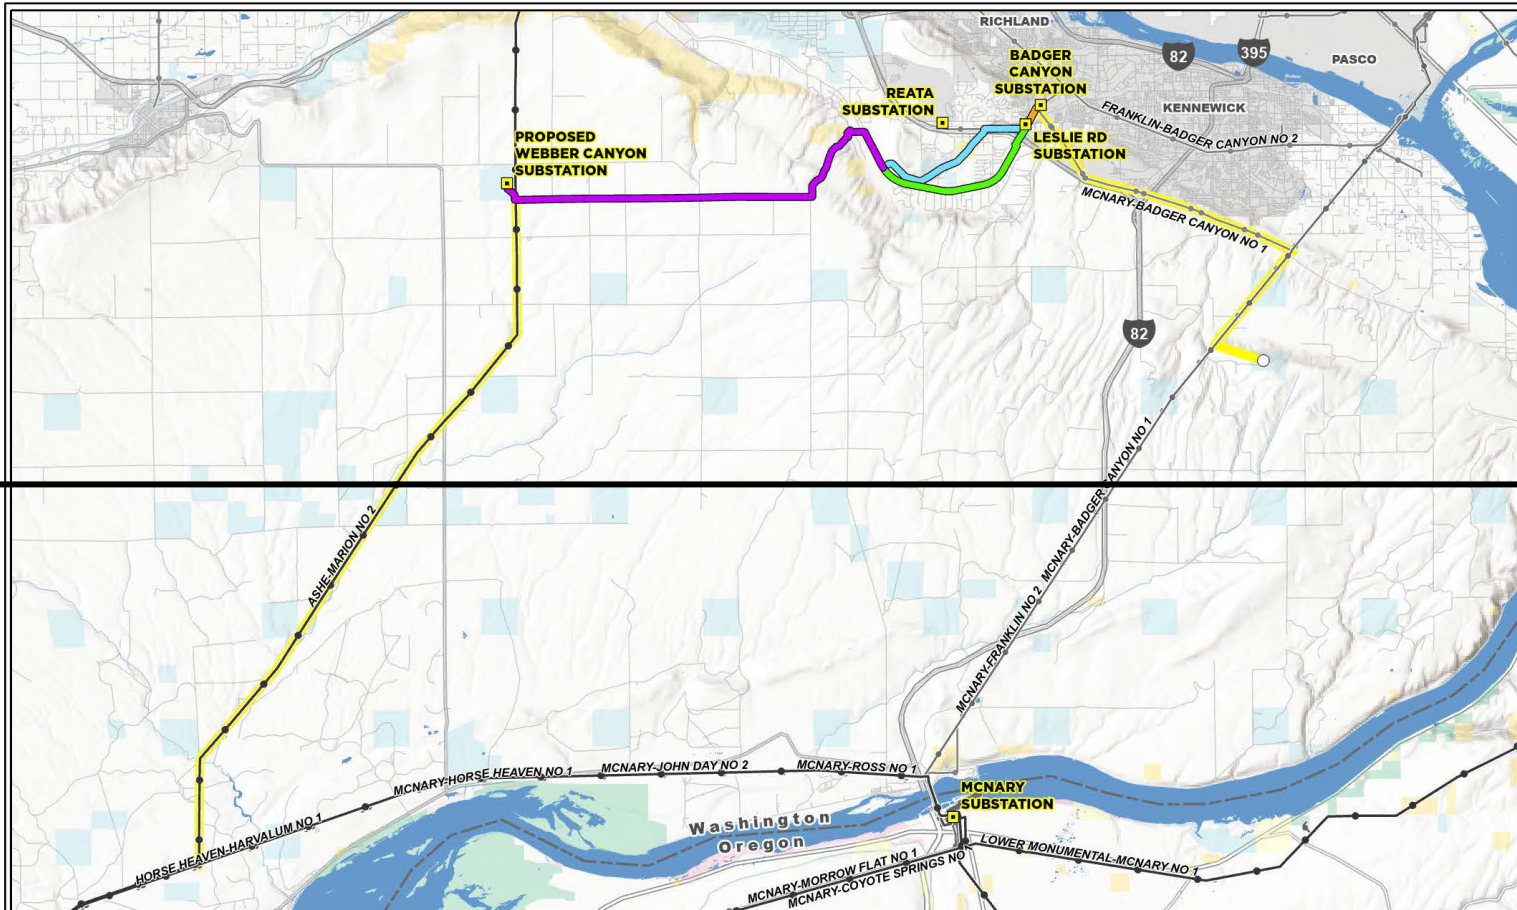 RICHLAND
BADGER
CANYON
SUBSTATION
82
395
PASCO
REATA
SUBSTATION
KENNEWICK
FRANKLIN-BADGER CANYON NO 2
PROPOSED
WEBBER CANYON
SUBSTATION
LESLIE RD
SUBSTATION
MCNARY-BADGER CANYON NO 1
82
ASHE-MARION NO 2
MCNARY-FRANKLIN NO 2
MCNARY-BADGER CANYON NO 1
MCNARY-HORSE HEAVEN NO 1
MCNARY-JOHN DAY NO 2
MCNARY-ROSS NO 1
MCNARY
SUBSTATION
HORSE HEAVEN-HARVALUM NO 1
Washington
Oregon
LOWER MONUMENTAL-MCNARY NO 1
MCNARY-MORROW FLAT NO 1
MCNARY-COYOTE SPRINGS NO